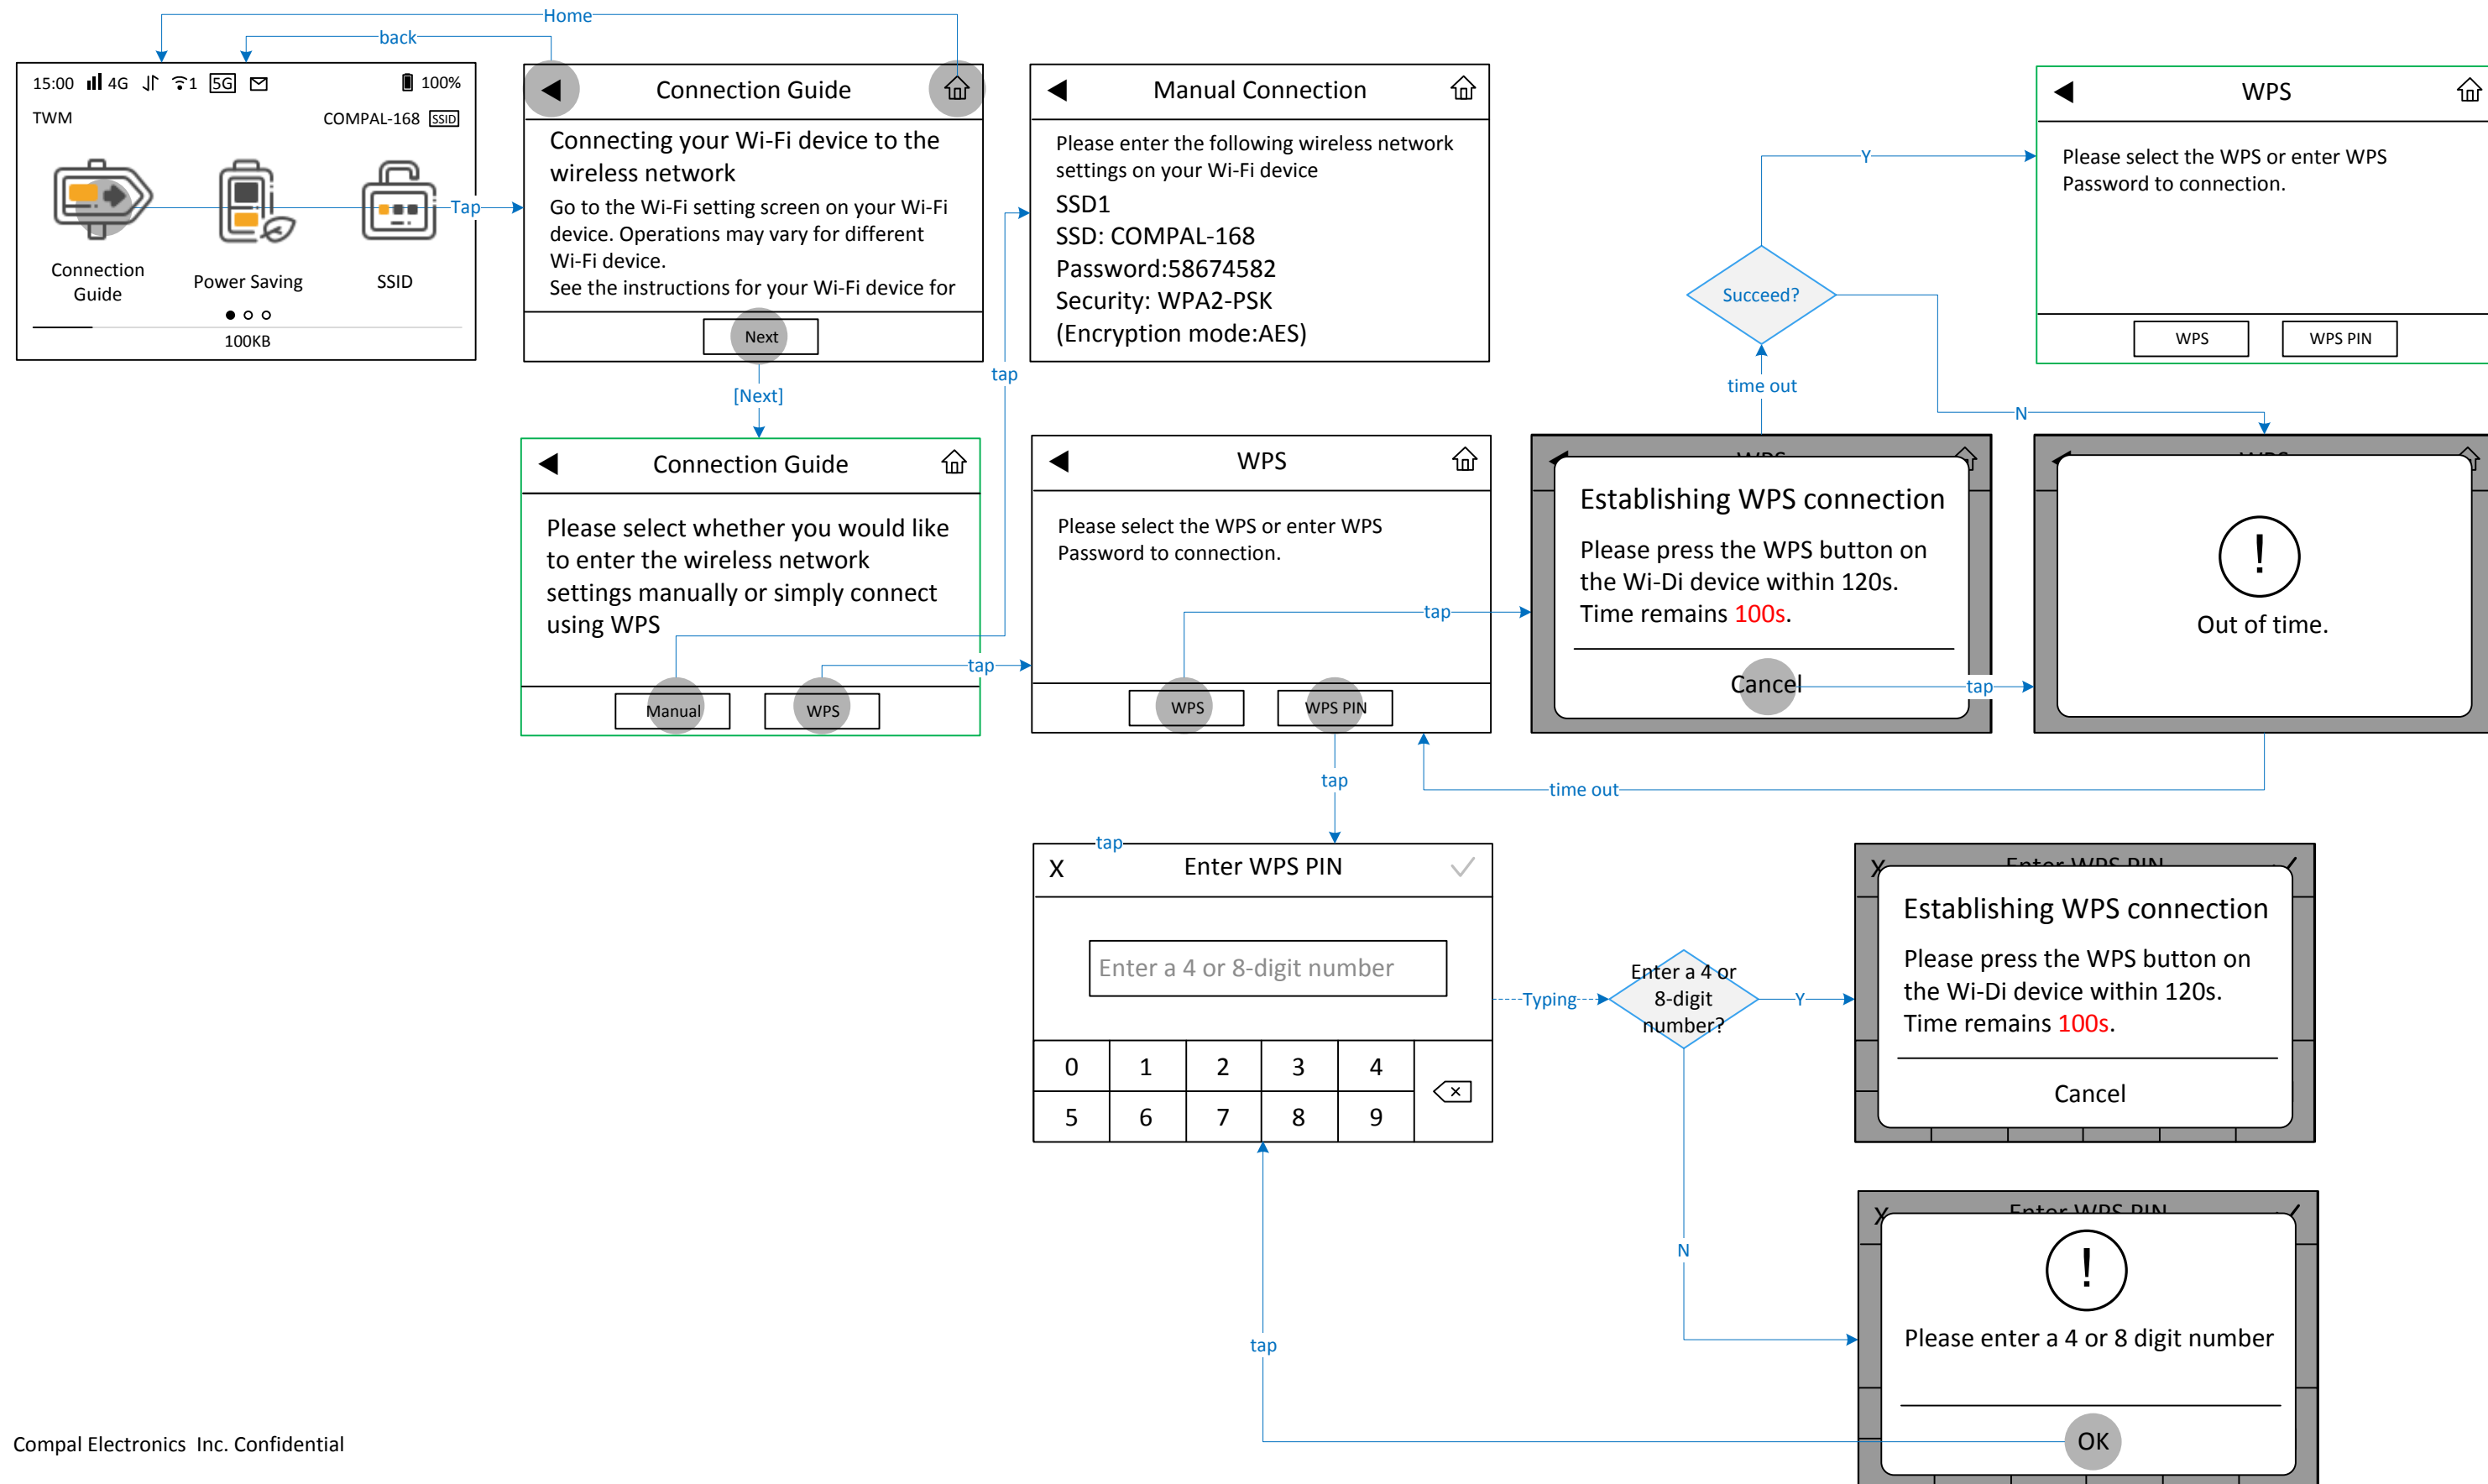 Home
back
15:00 4G 1 5G 100%
TWM COMPAL-168 SSID
Connection
Guide
Power Saving
SSID
100KB
Tap
Connection Guide
Connecting your Wi-Fi device to the
wireless network
Go to the Wi-Fi setting screen on your Wi-Fi
device. Operations may vary for different
Wi-Fi device.
See the instructions for your Wi-Fi device for
Next
[Next]
Manual Connection
Please enter the following wireless network
settings on your Wi-Fi device
SSD1
SSD: COMPAL-168
Password:58674582
Security: WPA2-PSK
(Encryption mode:AES)
tap
Y
Succeed?
N
time out
WPS
Please select the WPS or enter WPS
Password to connection.
WPS
WPS PIN
Connection Guide
Please select whether you would like
to enter the wireless network
settings manually or simply connect
using WPS
Manual
WPS
tap
WPS
Please select the WPS or enter WPS
Password to connection.
WPS
WPS PIN
tap
WPS
Establishing WPS connection
Please press the WPS button on
the Wi-Di device within 120s.
Time remains 100s.
Cancel
tap
WPS
!
Out of time.
time out
tap
tap
X Enter WPS PIN
Enter a 4 or 8-digit number
0 1 2 3 4
5 6 7 8 9
Typing
Enter a 4 or
8-digit
number?
Y
N
X Enter WPS PIN
Establishing WPS connection
Please press the WPS button on
the Wi-Di device within 120s.
Time remains 100s.
Cancel
X Enter WPS PIN
!
Please enter a 4 or 8 digit number
OK
tap
Compal Electronics Inc. Confidential